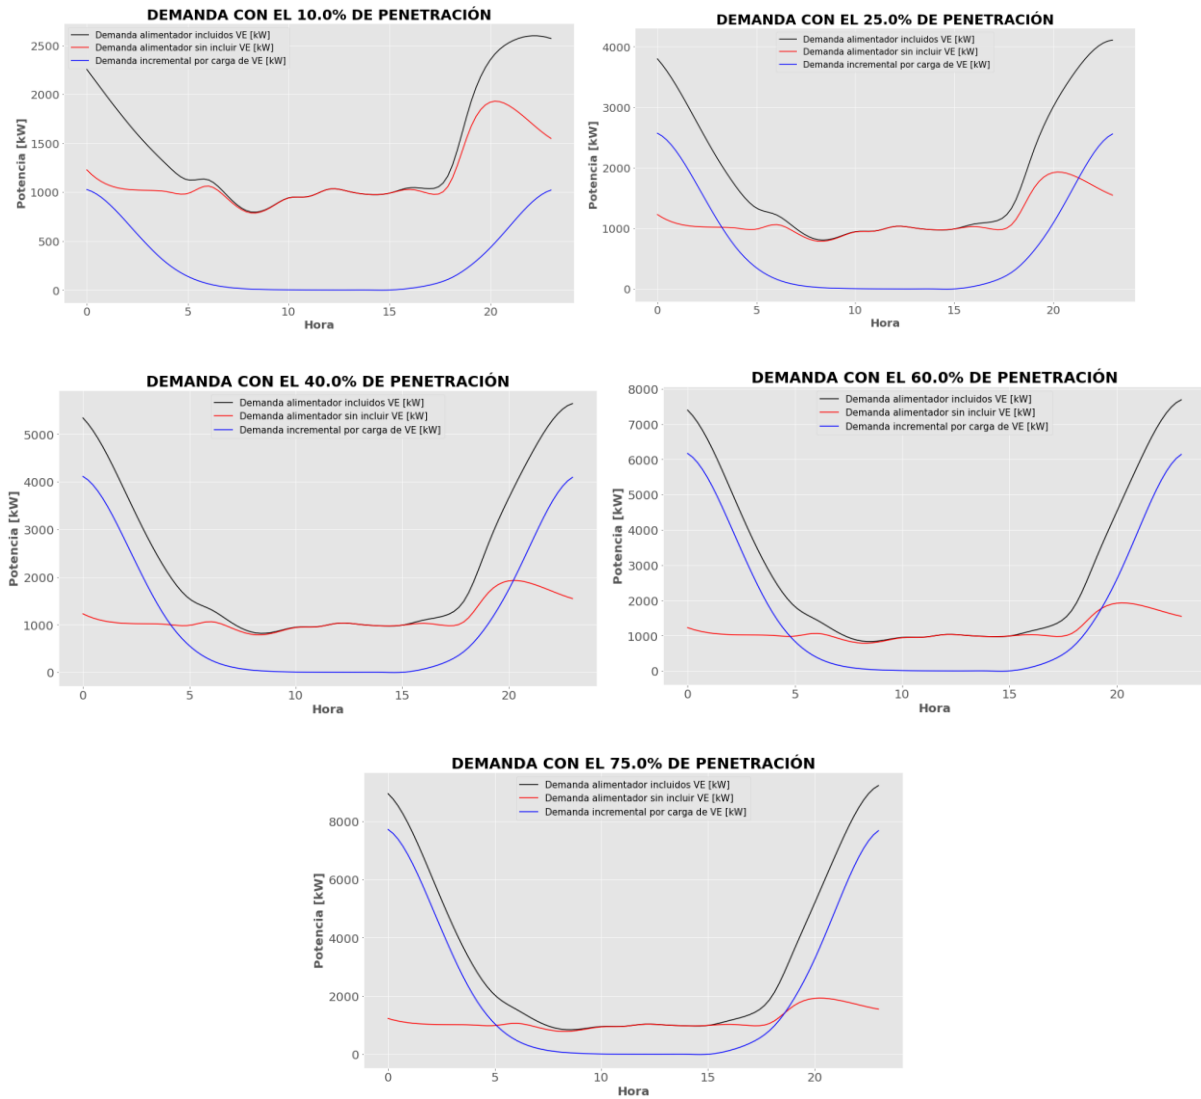 DEMANDA CON EL 10.0% DE PENETRACIÓN
Demanda alimentador incluidos VE [kW]
Demanda alimentador sin incluir VE [kW]
Demanda incremental por carga de VE [kW]
Potencia [kW]
2500
2000
1500
1000
500
0
0 5 10 15 20
Hora
DEMANDA CON EL 25.0% DE PENETRACIÓN
Demanda alimentador incluidos VE [kW]
Demanda alimentador sin incluir VE [kW]
Demanda incremental por carga de VE [kW]
Potencia [kW]
4000
3000
2000
1000
0
0 5 10 15 20
Hora
DEMANDA CON EL 40.0% DE PENETRACIÓN
Demanda alimentador incluidos VE [kW]
Demanda alimentador sin incluir VE [kW]
Demanda incremental por carga de VE [kW]
Potencia [kW]
5000
4000
3000
2000
1000
0
0 5 10 15 20
Hora
DEMANDA CON EL 60.0% DE PENETRACIÓN
Demanda alimentador incluidos VE [kW]
Demanda alimentador sin incluir VE [kW]
Demanda incremental por carga de VE [kW]
Potencia [kW]
8000
7000
6000
5000
4000
3000
2000
1000
0
0 5 10 15 20
Hora
DEMANDA CON EL 75.0% DE PENETRACIÓN
Demanda alimentador incluidos VE [kW]
Demanda alimentador sin incluir VE [kW]
Demanda incremental por carga de VE [kW]
Potencia [kW]
8000
6000
4000
2000
0
0 5 10 15 20
Hora